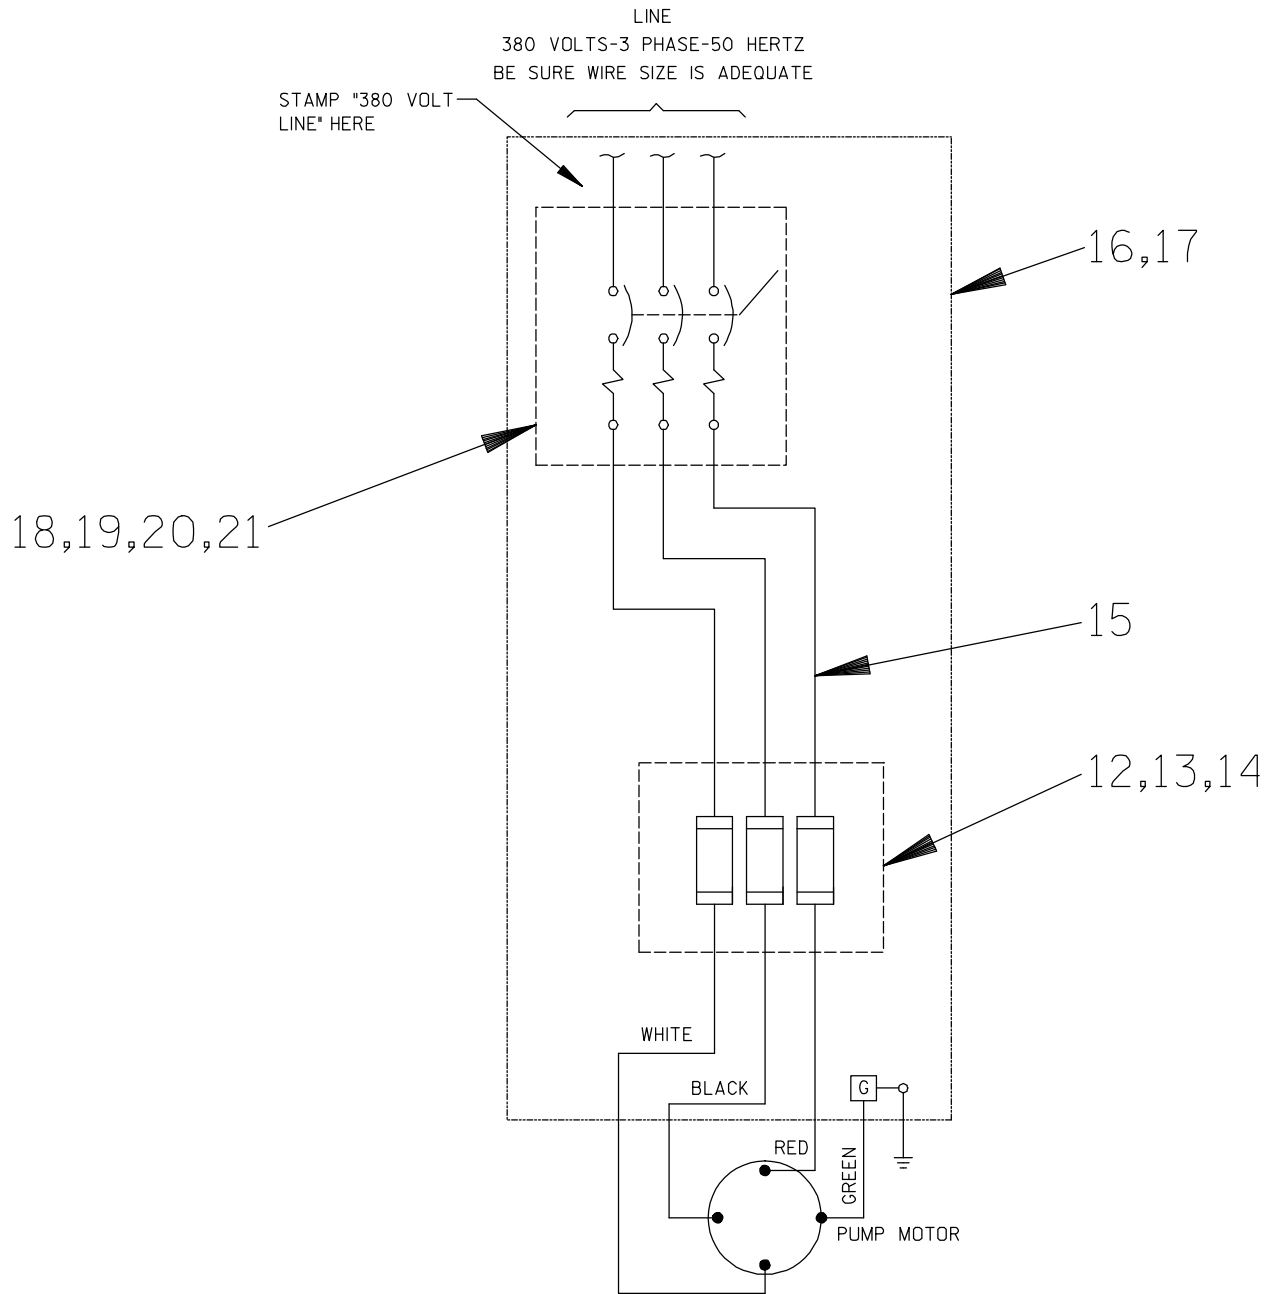 LINE
380 VOLTS-3 PHASE-50 HERTZ
BE SURE WIRE SIZE IS ADEQUATE
STAMP "380 VOLT
LINE" HERE
16,17
18,19,20,21
15
12,13,14
WHITE
BLACK
G
RED
GREEN
PUMP MOTOR